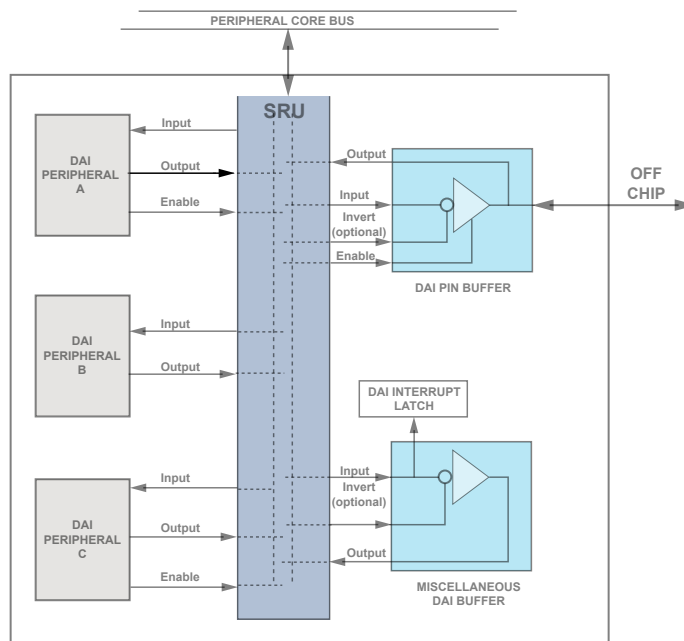 PERIPHERAL CORE BUS
SRU
DAI
PERIPHERAL
A
Input
Output
Enable
Output
Input
Invert
(optional)
Enable
DAI PIN BUFFER
OFF
CHIP
DAI
PERIPHERAL
B
Input
Output
DAI INTERRUPT
LATCH
DAI
PERIPHERAL
C
Input
Output
Enable
Input
Invert
(optional)
Output
MISCELLANEOUS
DAI BUFFER